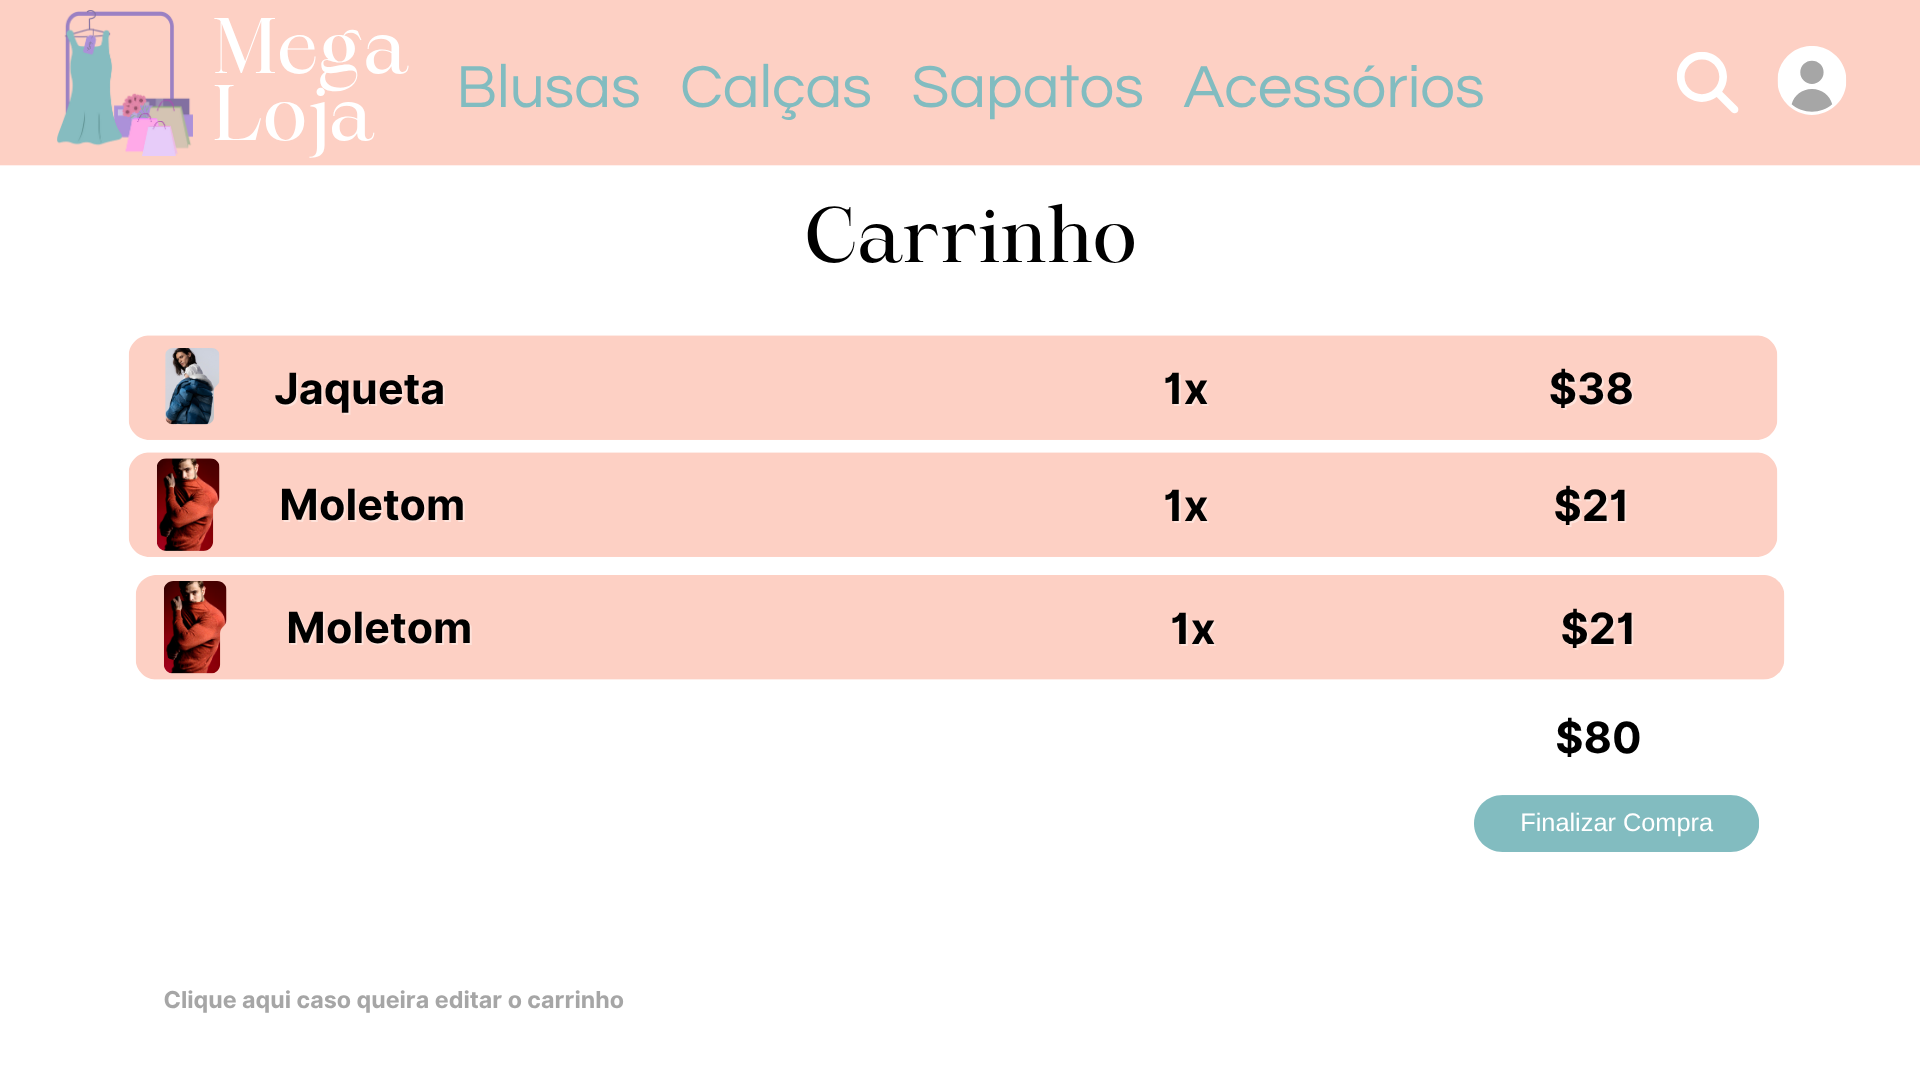 Mega
Loja
Blusas Calças Sapatos Acessórios
Carrinho
Jaqueta 1x $38
Moletom 1x $21
Moletom 1x $21
$80
Finalizar Compra
Clique aqui caso queira editar o carrinho